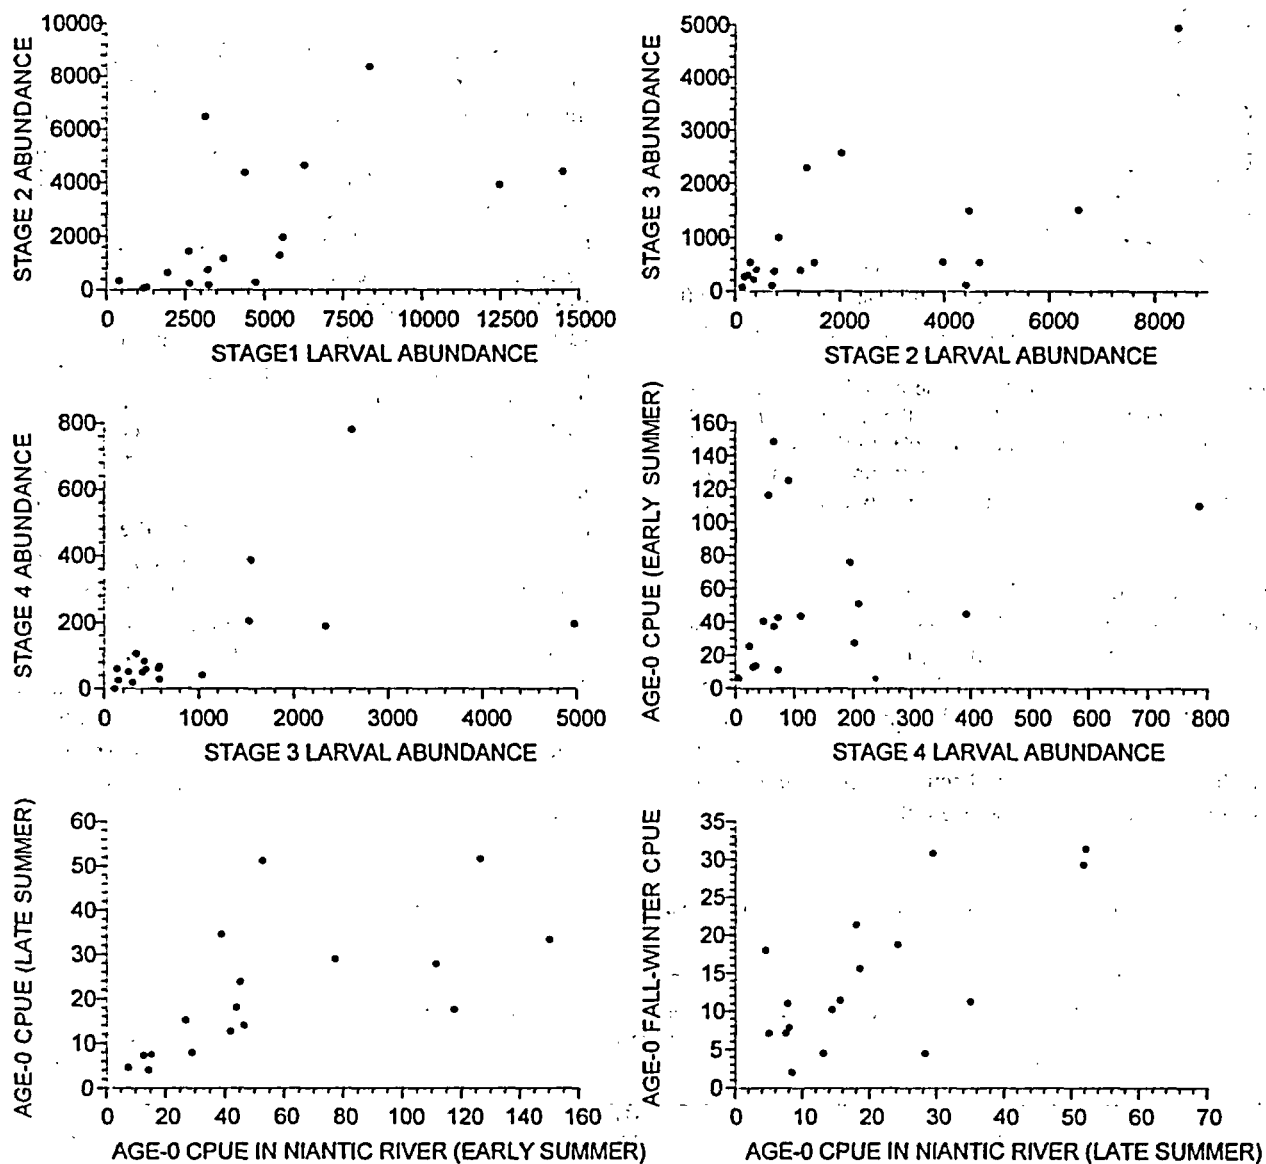 STAGE 2 ABUNDANCE
10000
8000
6000
4000
2000
0
0 2500 5000 7500 10000 12500 15000
STAGE1 LARVAL ABUNDANCE
STAGE 3 ABUNDANCE
5000
4000
3000
2000
1000
0
0 2000 4000 6000 8000
STAGE 2 LARVAL ABUNDANCE
STAGE 4 ABUNDANCE
800
600
400
200
0
0 1000 2000 3000 4000 5000
STAGE 3 LARVAL ABUNDANCE
AGE-0 CPUE (EARLY SUMMER)
160
140
120
100
80
60
40
20
0
0 100 200 300 400 500 600 700 800
STAGE 4 LARVAL ABUNDANCE
AGE-0 CPUE (LATE SUMMER)
60
50
40
30
20
10
0
0 20 40 60 80 100 120 140 160
AGE-0 CPUE IN NIANTIC RIVER (EARLY SUMMER)
AGE-0 FALL-WINTER CPUE
35
30
25
20
15
10
5
0
0 10 20 30 40 50 60 70
AGE-0 CPUE IN NIANTIC RIVER (LATE SUMMER)